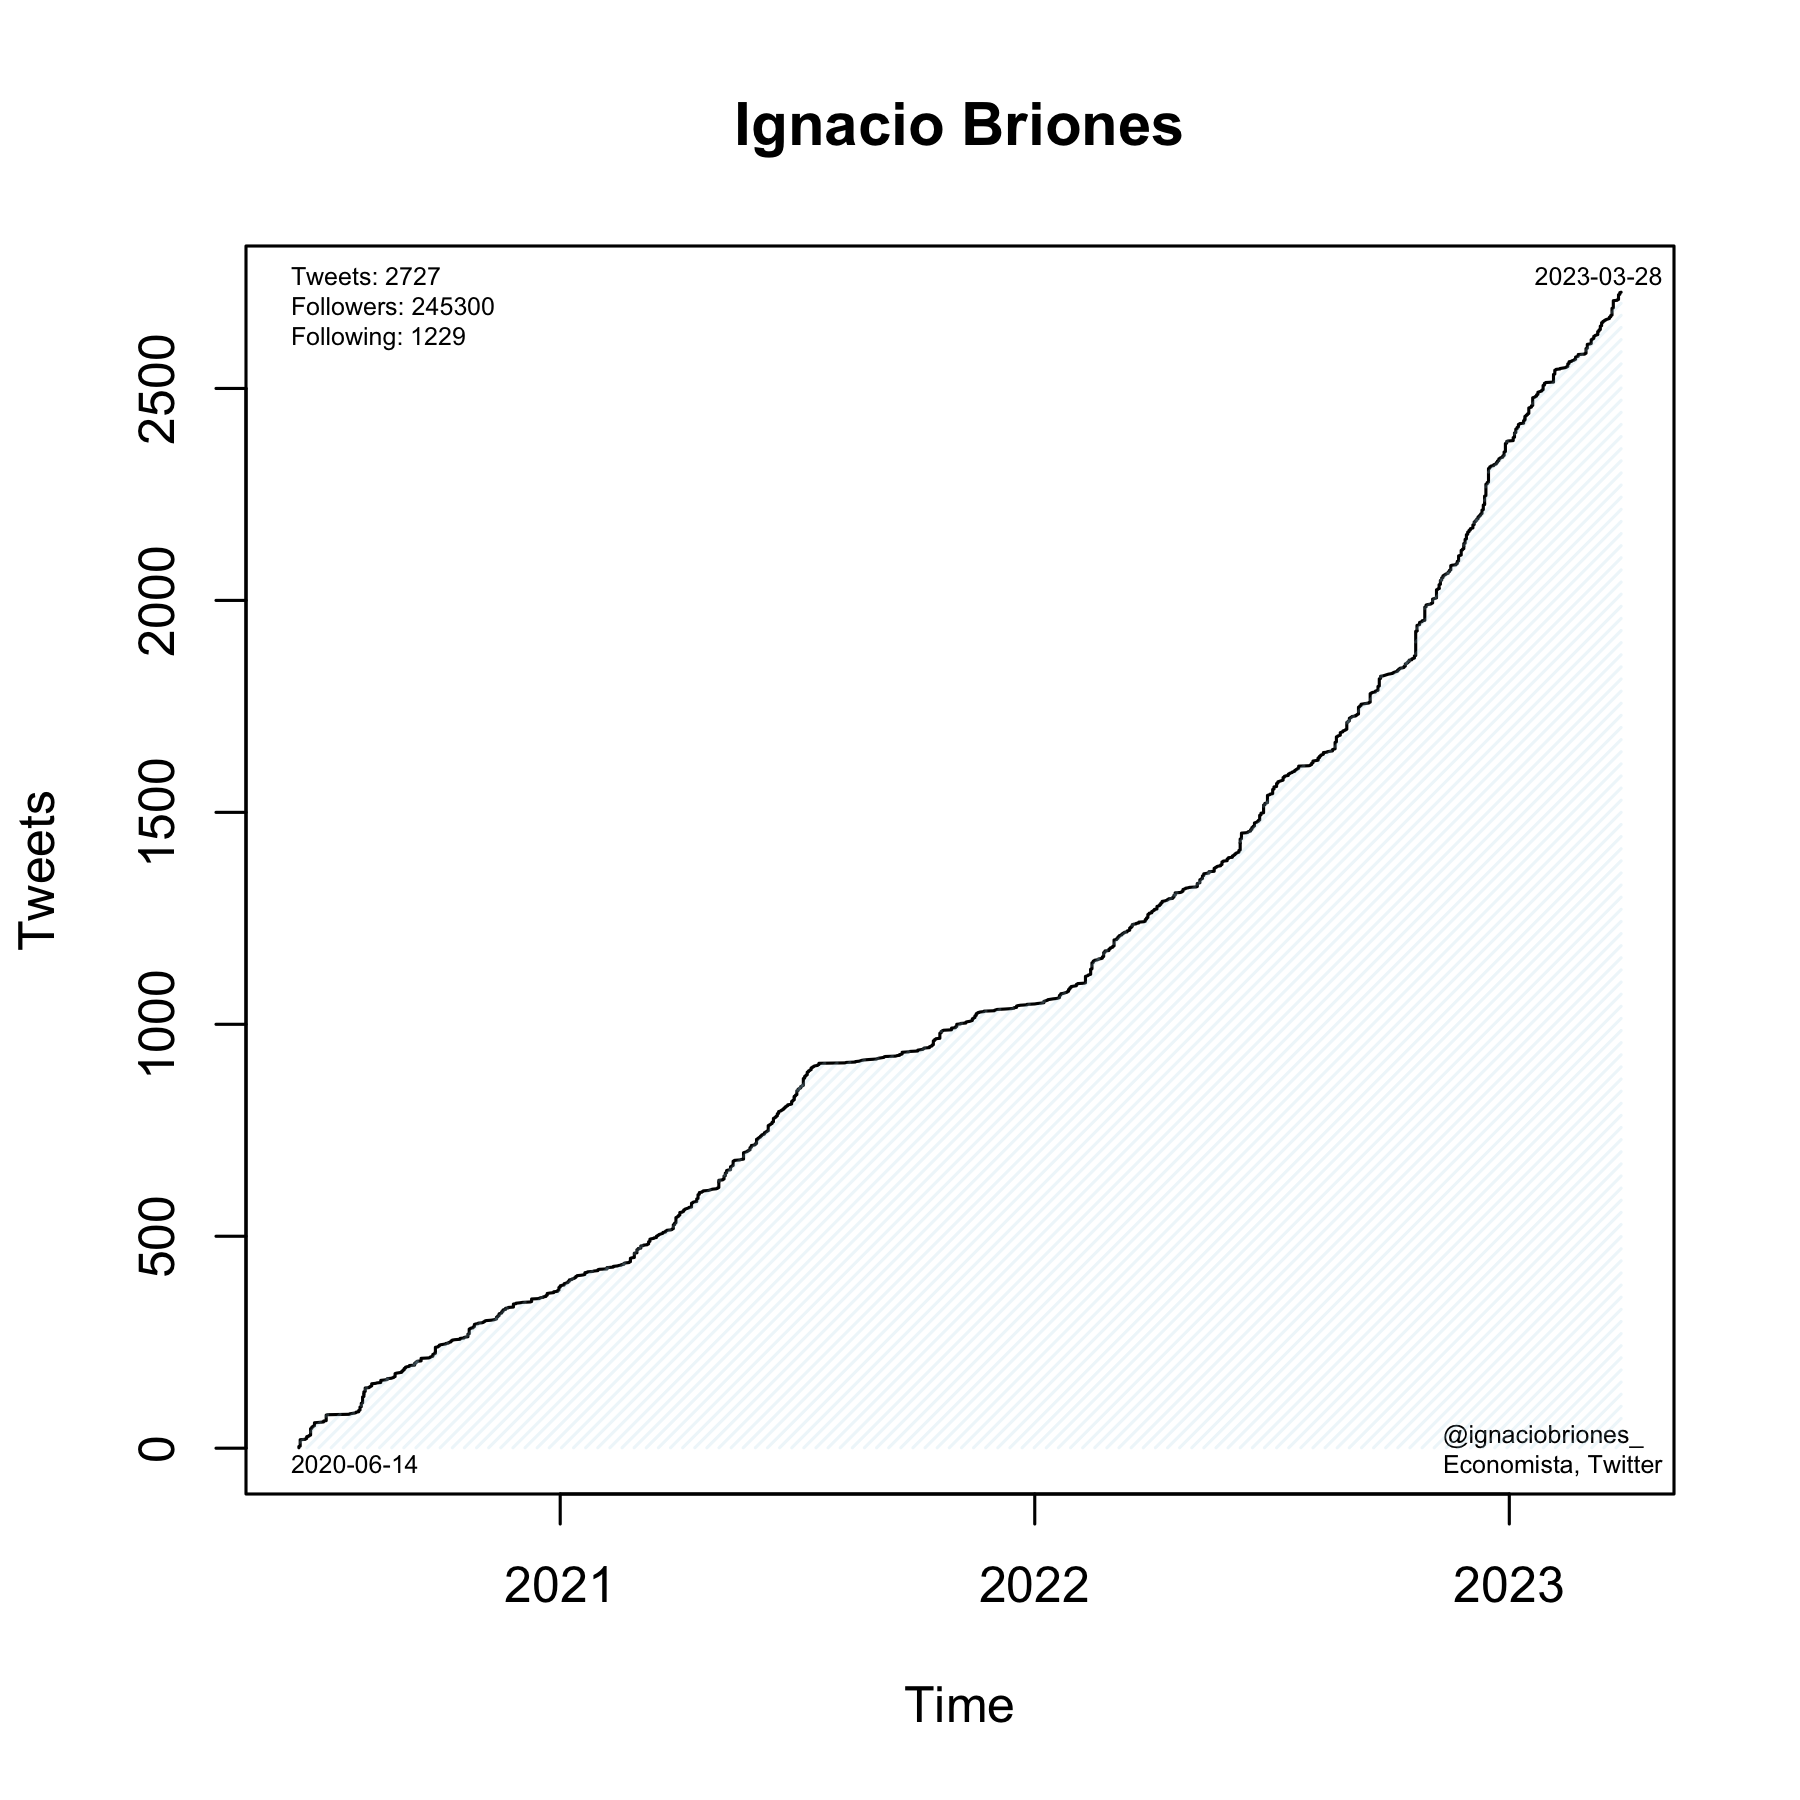 Ignacio Briones
Tweets: 2727
Followers: 245300
Following: 1229
2023-03-28
Tweets
2500
2000
1500
1000
500
0
2020-06-14
@ignaciobriones_
Economista, Twitter
2021
2022
2023
Time